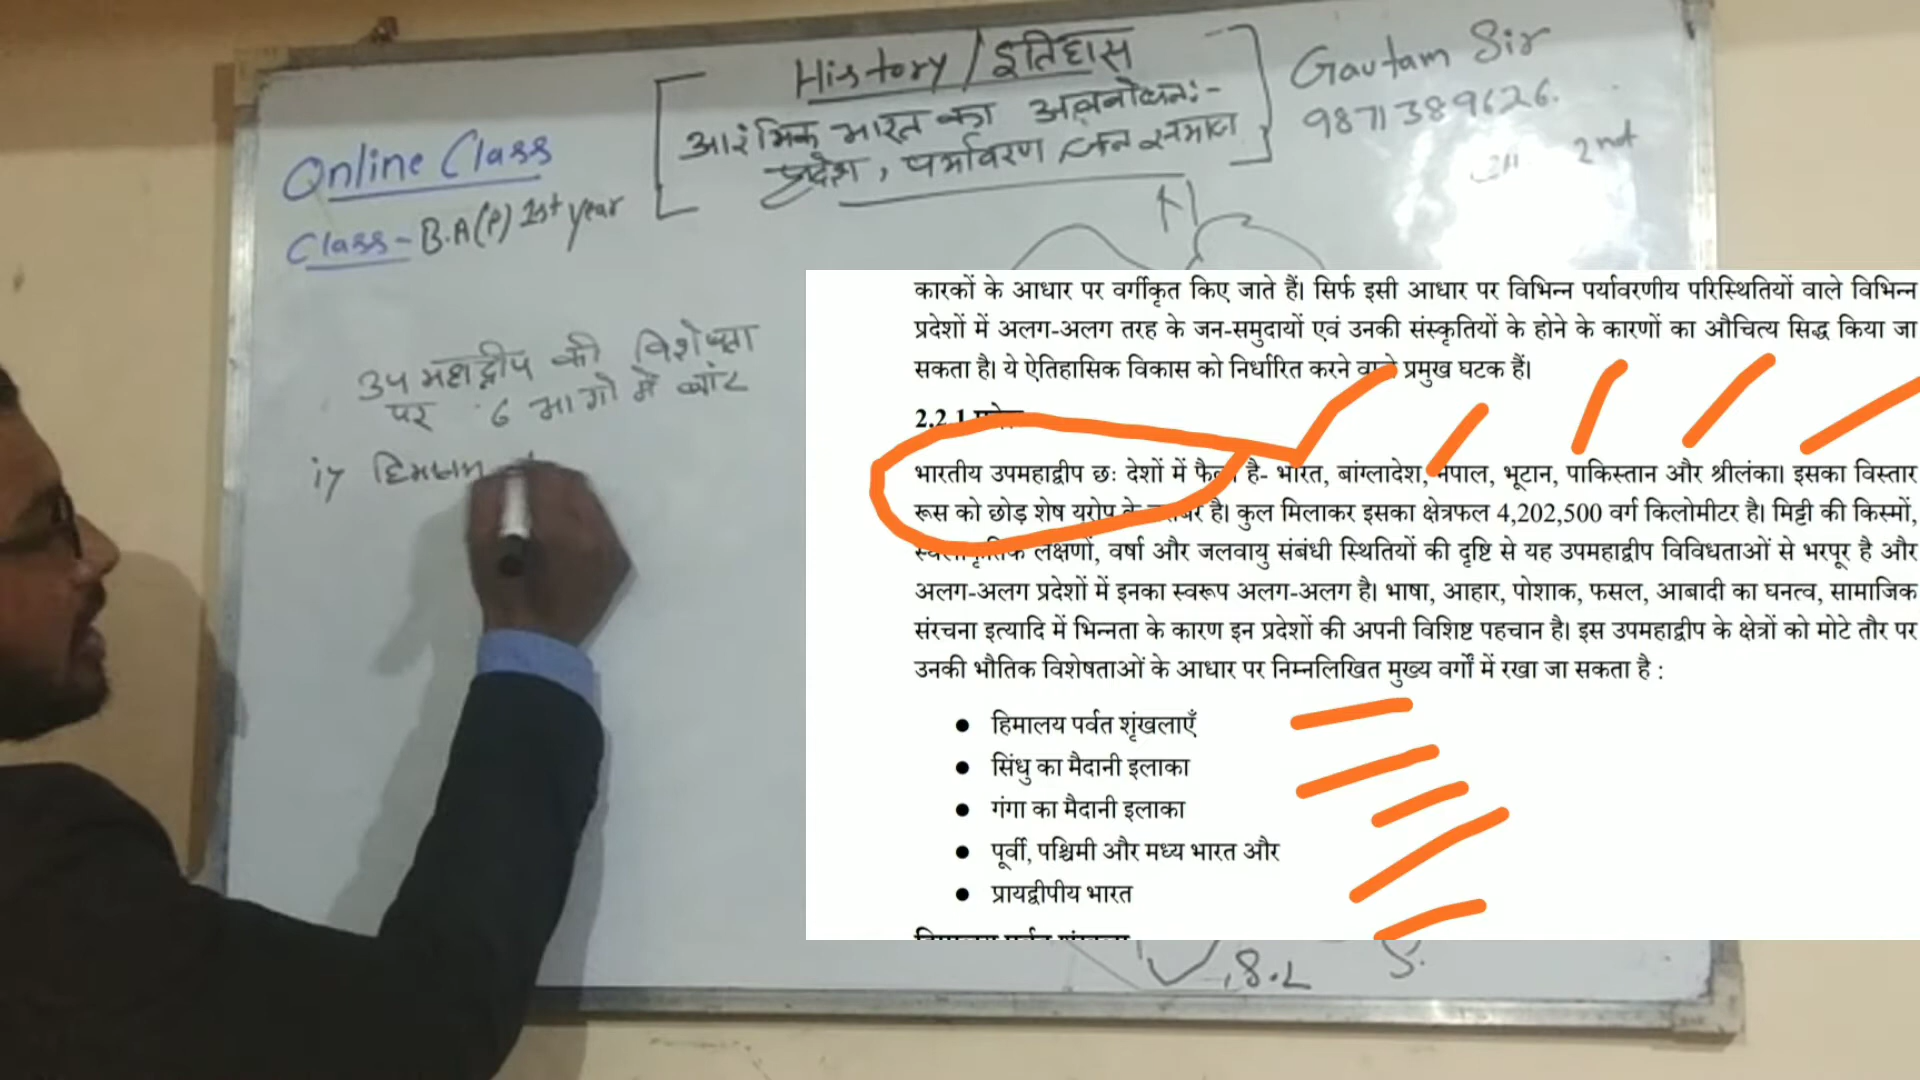 History / इतिहास
आरंभिक भारत का अवलोकन:-
प्रदेश, पर्यावरण जन समाज
Gautam Sir
9871389626.
2nd
Online Class
Class - B.A(P) 1st year
उपमहाद्वीप की विशेषता
पर 6 भागो में बांट
i7 हिमालय
कारकों के आधार पर वर्गीकृत किए जाते हैं। सिर्फ इसी आधार पर विभिन्न पर्यावरणीय परिस्थितियों वाले विभिन्न
प्रदेशों में अलग-अलग तरह के जन-समुदायों एवं उनकी संस्कृतियों के होने के कारणों का औचित्य सिद्ध किया जा
सकता है। ये ऐतिहासिक विकास को निर्धारित करने वाले प्रमुख घटक हैं।
2.2.1
भारतीय उपमहाद्वीप छः देशों में फैला है- भारत, बांग्लादेश, नेपाल, भूटान, पाकिस्तान और श्रीलंका। इसका विस्तार
रूस को छोड़ शेष यूरोप के बराबर है। कुल मिलाकर इसका क्षेत्रफल 4,202,500 वर्ग किलोमीटर है। मिट्टी की किस्मों,
स्थलाकृतिक लक्षणों, वर्षा और जलवायु संबंधी स्थितियों की दृष्टि से यह उपमहाद्वीप विविधताओं से भरपूर है और
अलग-अलग प्रदेशों में इनका स्वरूप अलग-अलग है। भाषा, आहार, पोशाक, फसल, आबादी का घनत्व, सामाजिक
संरचना इत्यादि में भिन्नता के कारण इन प्रदेशों की अपनी विशिष्ट पहचान है। इस उपमहाद्वीप के क्षेत्रों को मोटे तौर पर
उनकी भौतिक विशेषताओं के आधार पर निम्नलिखित मुख्य वर्गों में रखा जा सकता है :
● हिमालय पर्वत शृंखलाएँ
● सिंधु का मैदानी इलाका
● गंगा का मैदानी इलाका
● पूर्वी, पश्चिमी और मध्य भारत और
● प्रायद्वीपीय भारत
S.L
S.